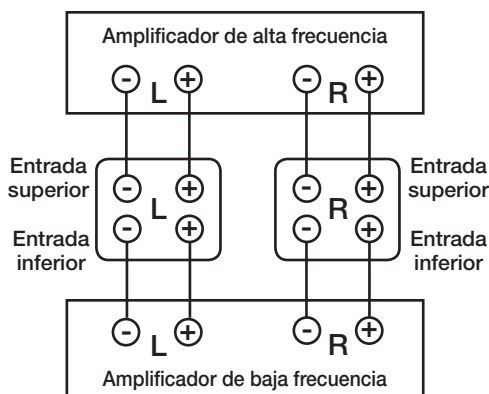 Amplificador de alta frecuencia
- L + - R +
Entrada
superior
- L +
- R +
Entrada
superior
Entrada
inferior
- +
- +
Entrada
inferior
- L + - R +
Amplificador de baja frecuencia